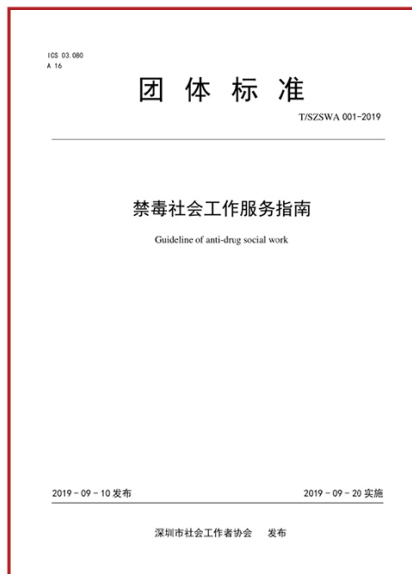 ICS 03.080
A 16
团体标准
T/SZSWA 001-2019
禁毒社会工作服务指南
Guideline of anti-drug social work
2019-09-10 发布 2019-09-20 实施
深圳市社会工作者协会 发布